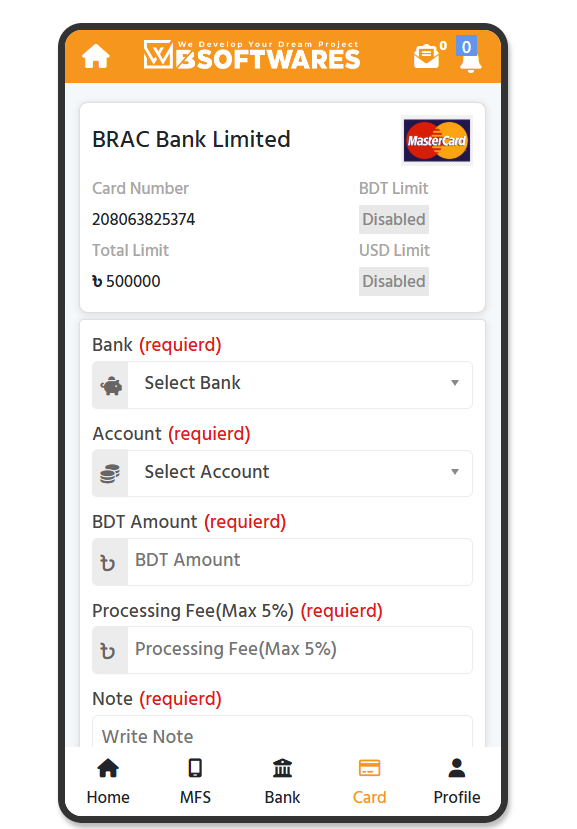 We Develop Your Dream Project
WBSOFTWARES
0
0
BRAC Bank Limited
MasterCard
Card Number
BDT Limit
208063825374
Disabled
Total Limit
USD Limit
৳ 500000
Disabled
Bank (requierd)
Select Bank
Account (requierd)
Select Account
BDT Amount (requierd)
৳ BDT Amount
Processing Fee(Max 5%) (requierd)
৳ Processing Fee(Max 5%)
Note (requierd)
Write Note
Home
MFS
Bank
Card
Profile